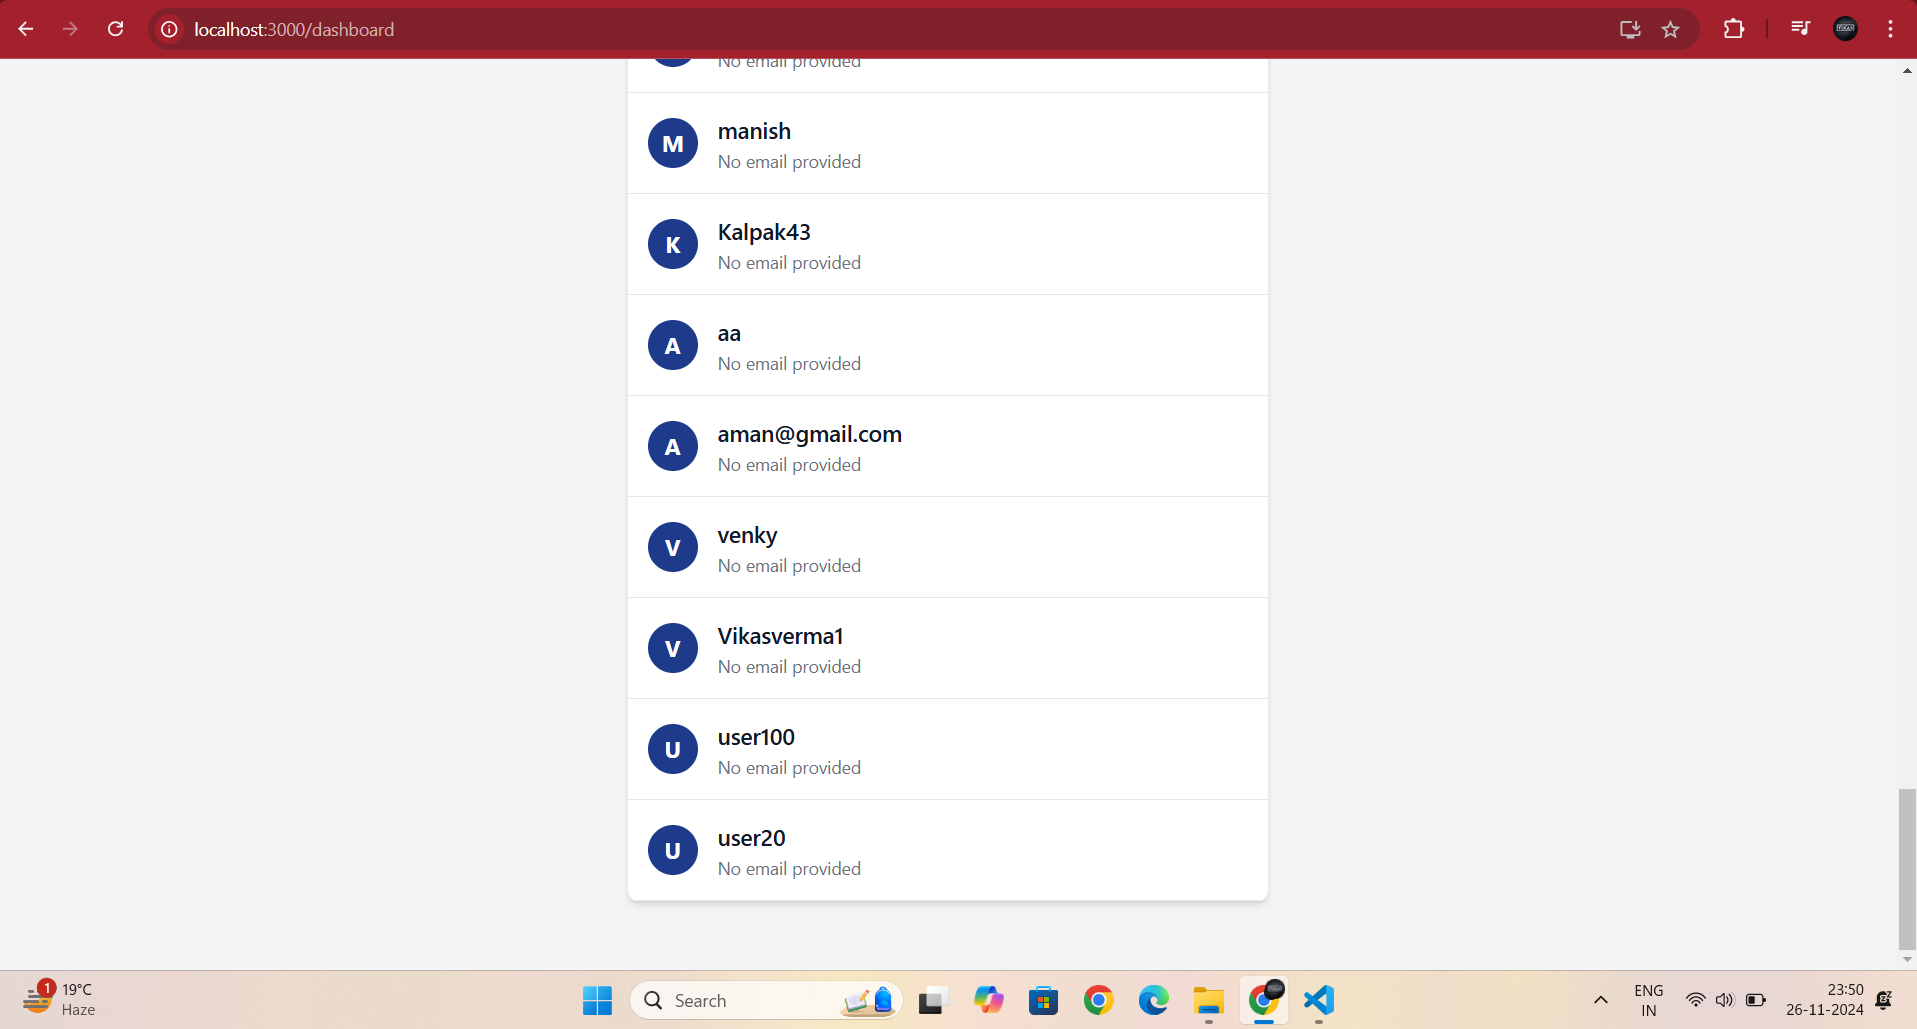 localhost:3000/dashboard
No email provided
M
manish
No email provided
K
Kalpak43
No email provided
A
aa
No email provided
A
aman@gmail.com
No email provided
V
venky
No email provided
V
Vikasverma1
No email provided
U
user100
No email provided
U
user20
No email provided
1
19°C
Haze
Search
ENG
IN
23:50
26-11-2024